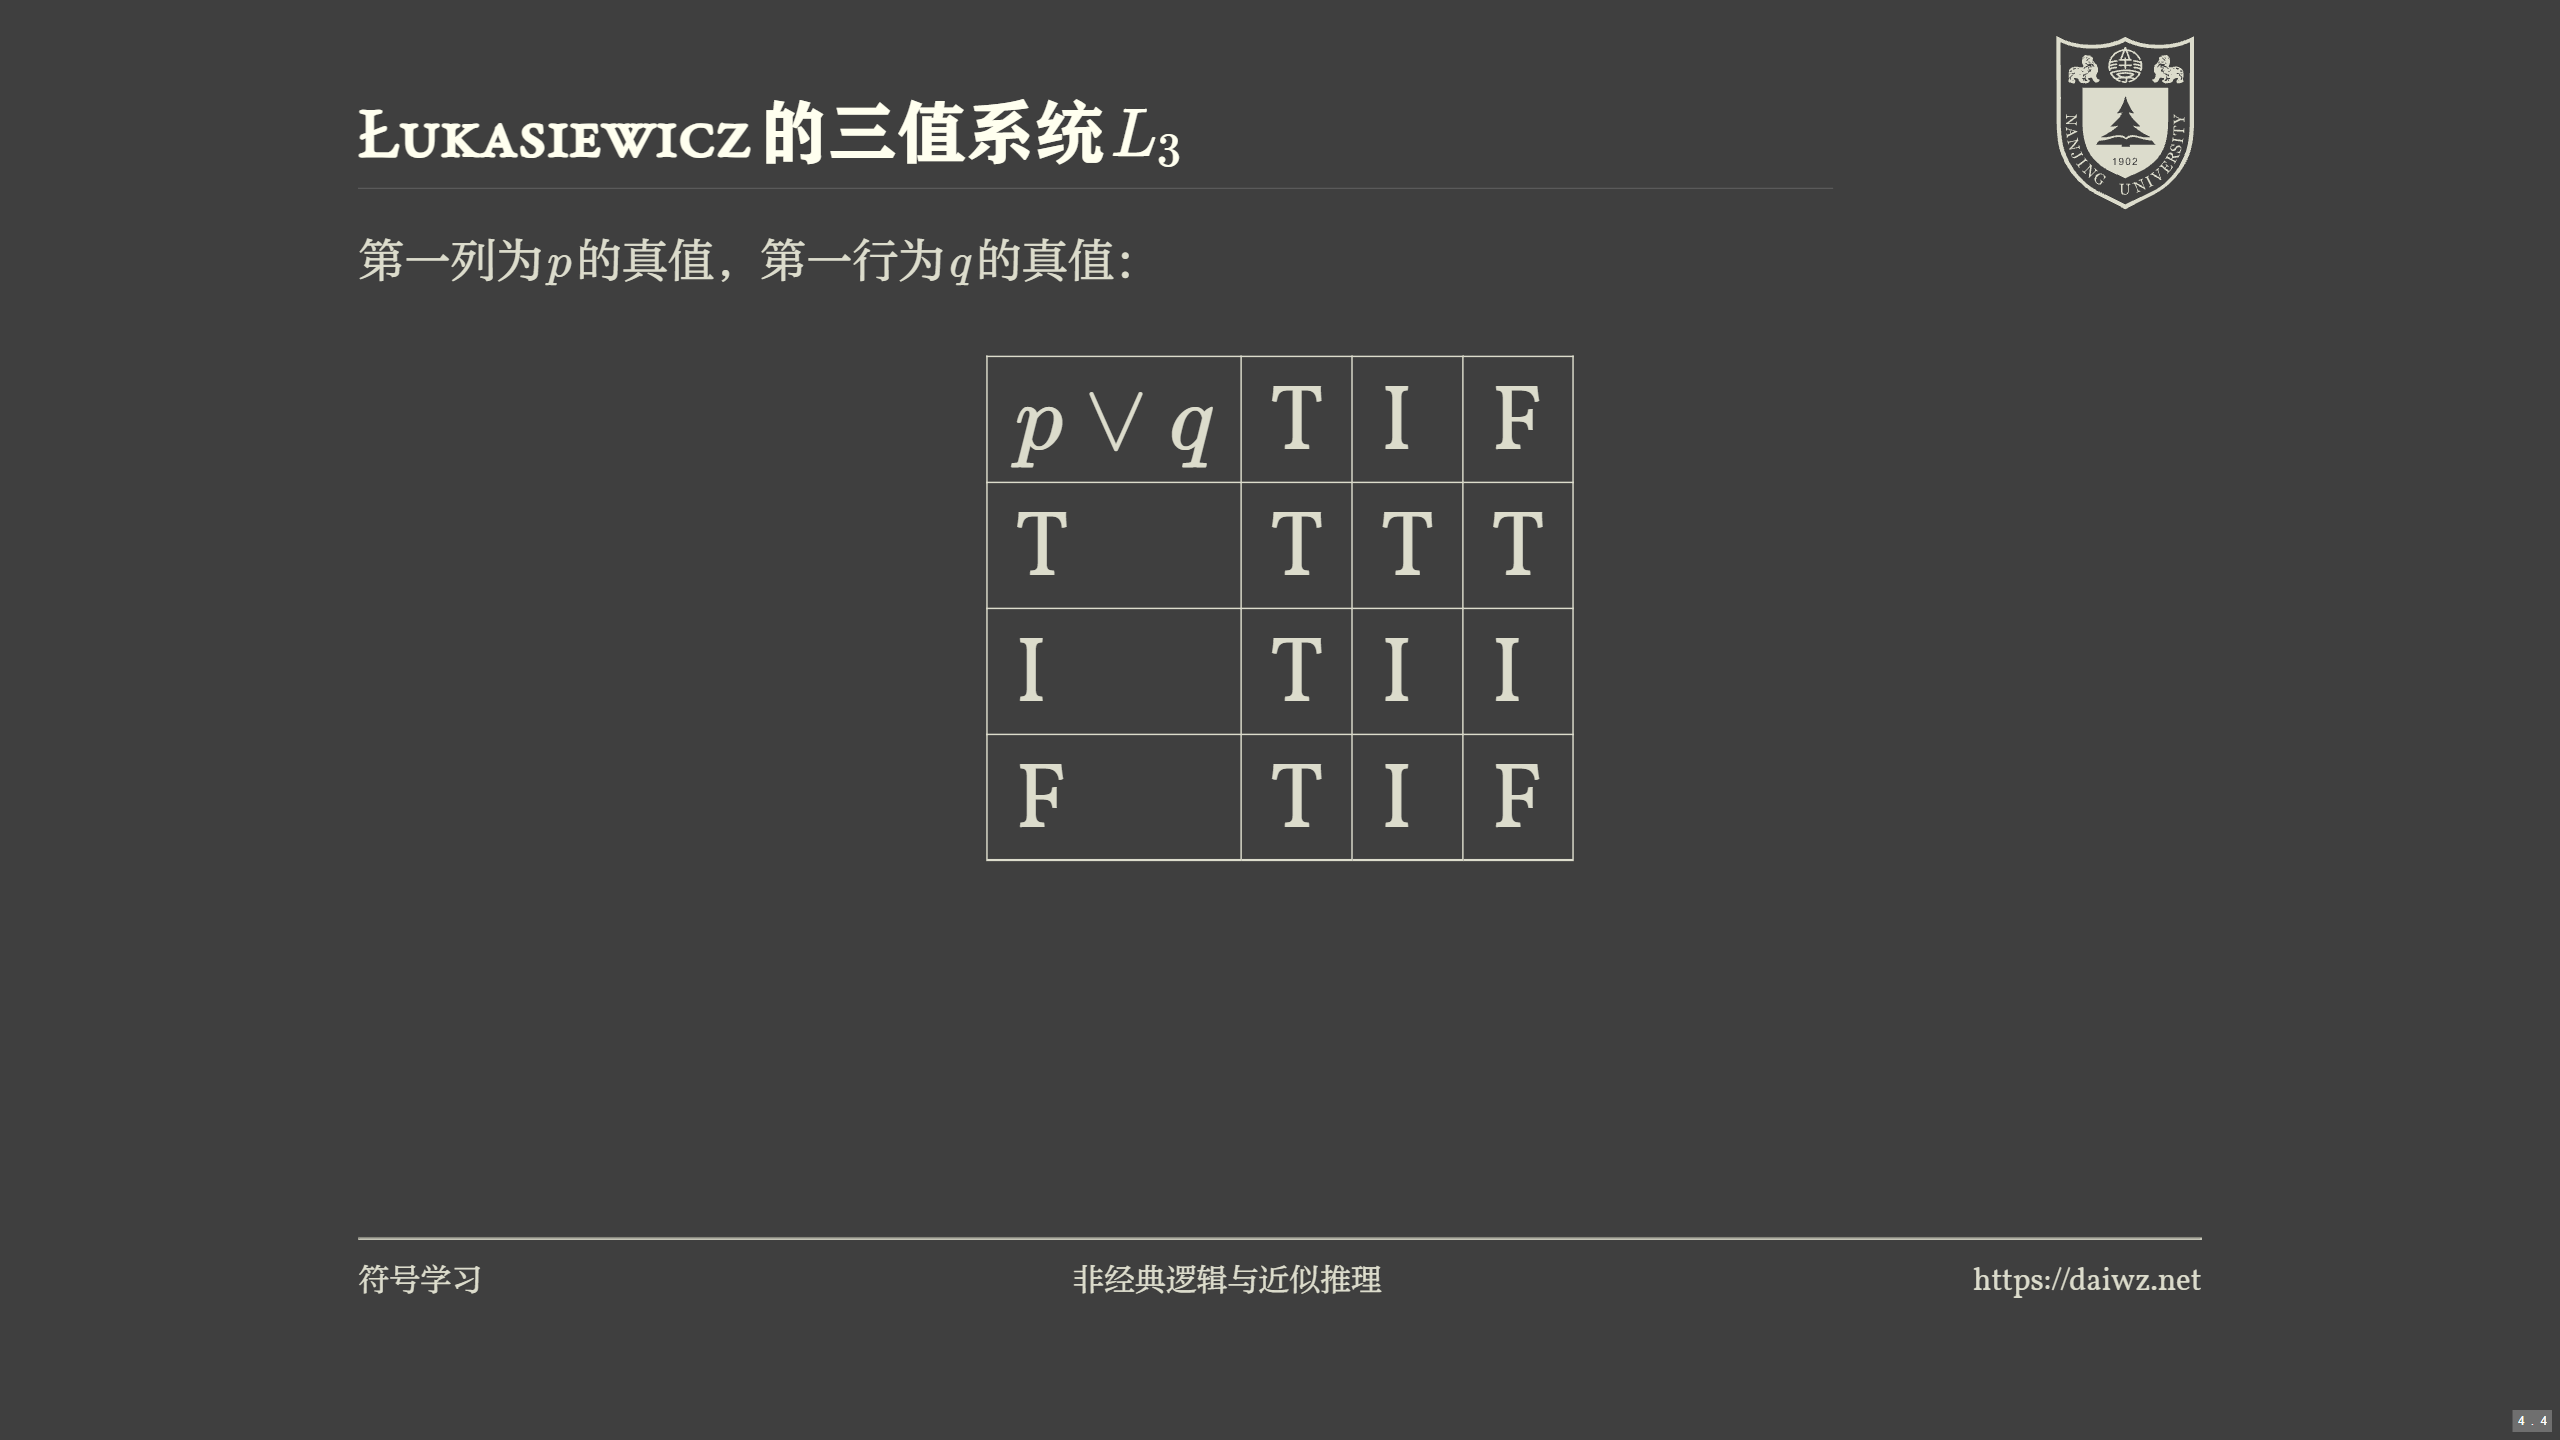 Łukasiewicz 的三值系统 L₃
第一列为p的真值，第一行为q的真值：
p ∨ q T I F
T T T T
I T I I
F T I F
NANJING UNIVERSITY
1902
符号学习 非经典逻辑与近似推理 https://daiwz.net
4 . 4